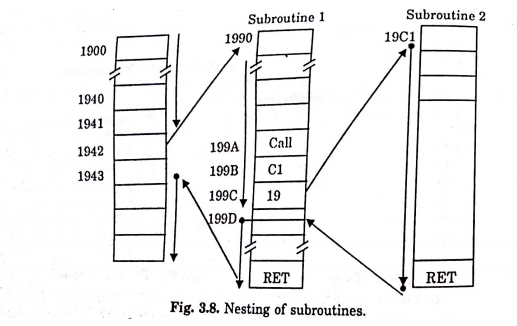 Subroutine 1
Subroutine 2
1900
1990
19C1
1940
1941
1942
1943
199A
Call
199B
C1
199C
19
199D
RET
RET
Fig. 3.8. Nesting of subroutines.